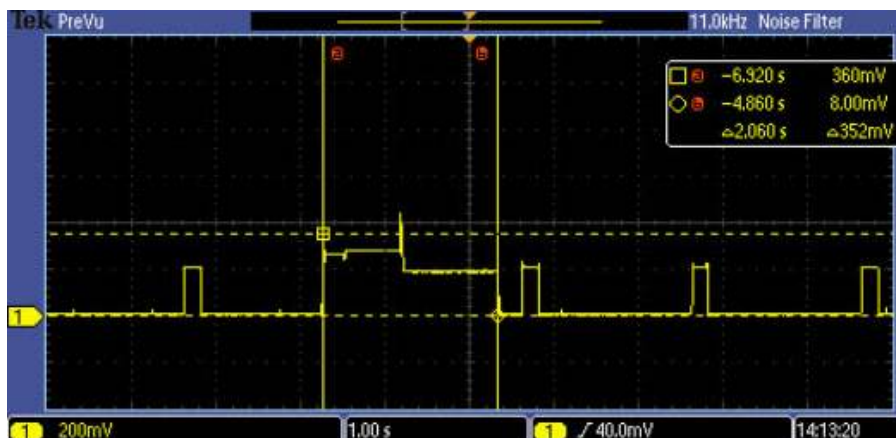 Tek PreVu 11.0kHz Noise Filter
a b
a -6.920 s 360mV
b -4.860 s 8.00mV
△2.060 s △352mV
1
1 200mV 1.00 s 1 40.0mV 14:13:20